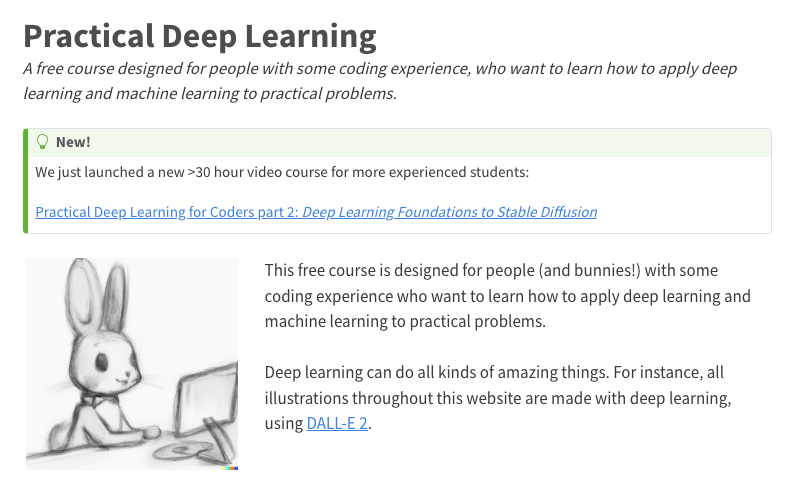 Practical Deep Learning
A free course designed for people with some coding experience, who want to learn how to apply deep
learning and machine learning to practical problems.
New!
We just launched a new >30 hour video course for more experienced students:
Practical Deep Learning for Coders part 2: Deep Learning Foundations to Stable Diffusion
This free course is designed for people (and bunnies!) with some
coding experience who want to learn how to apply deep learning and
machine learning to practical problems.
Deep learning can do all kinds of amazing things. For instance, all
illustrations throughout this website are made with deep learning,
using DALL-E 2.